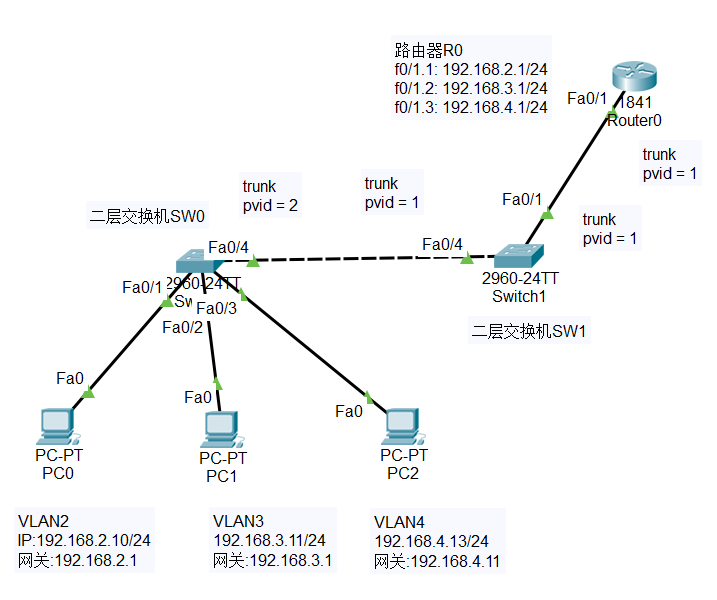 路由器R0
f0/1.1: 192.168.2.1/24
f0/1.2: 192.168.3.1/24
f0/1.3: 192.168.4.1/24
Fa0/1
1841
Router0
trunk
pvid = 1
trunk
pvid = 2
trunk
pvid = 1
Fa0/1
trunk
pvid = 1
二层交换机SW0
Fa0/4
Fa0/4
2960-24TT
Switch1
2960-24TT
Fa0/1
Fa0/3
Fa0/2
二层交换机SW1
Fa0
Fa0
Fa0
PC-PT
PC0
PC-PT
PC1
PC-PT
PC2
VLAN2
IP:192.168.2.10/24
网关:192.168.2.1
VLAN3
192.168.3.11/24
网关:192.168.3.1
VLAN4
192.168.4.13/24
网关:192.168.4.11